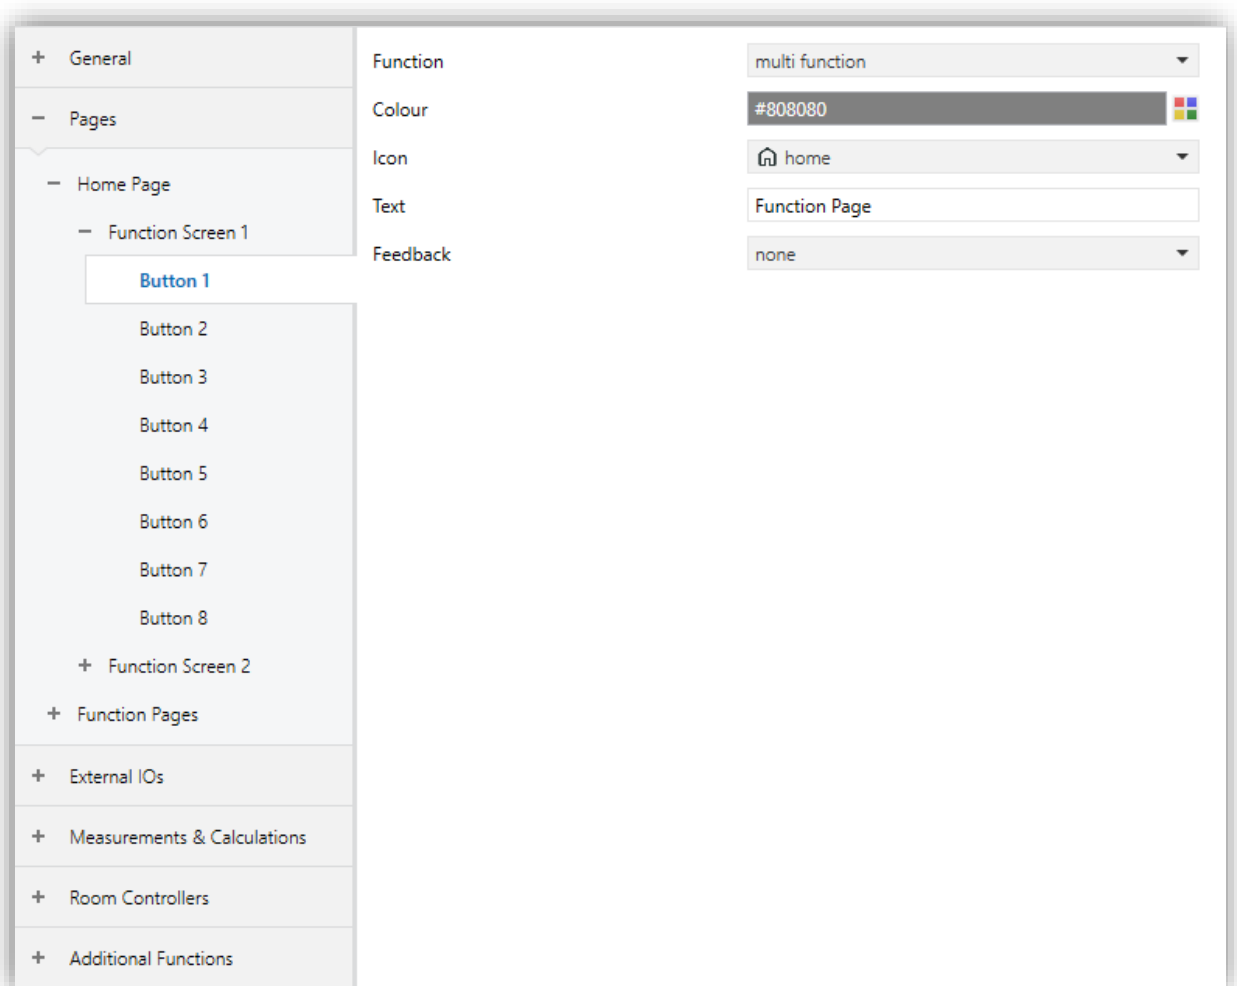 General
Pages
Home Page
Function Screen 1
Button 1
Button 2
Button 3
Button 4
Button 5
Button 6
Button 7
Button 8
Function Screen 2
Function Pages
External IOs
Measurements & Calculations
Room Controllers
Additional Functions
Function multi function
Colour #808080
Icon home
Text Function Page
Feedback none